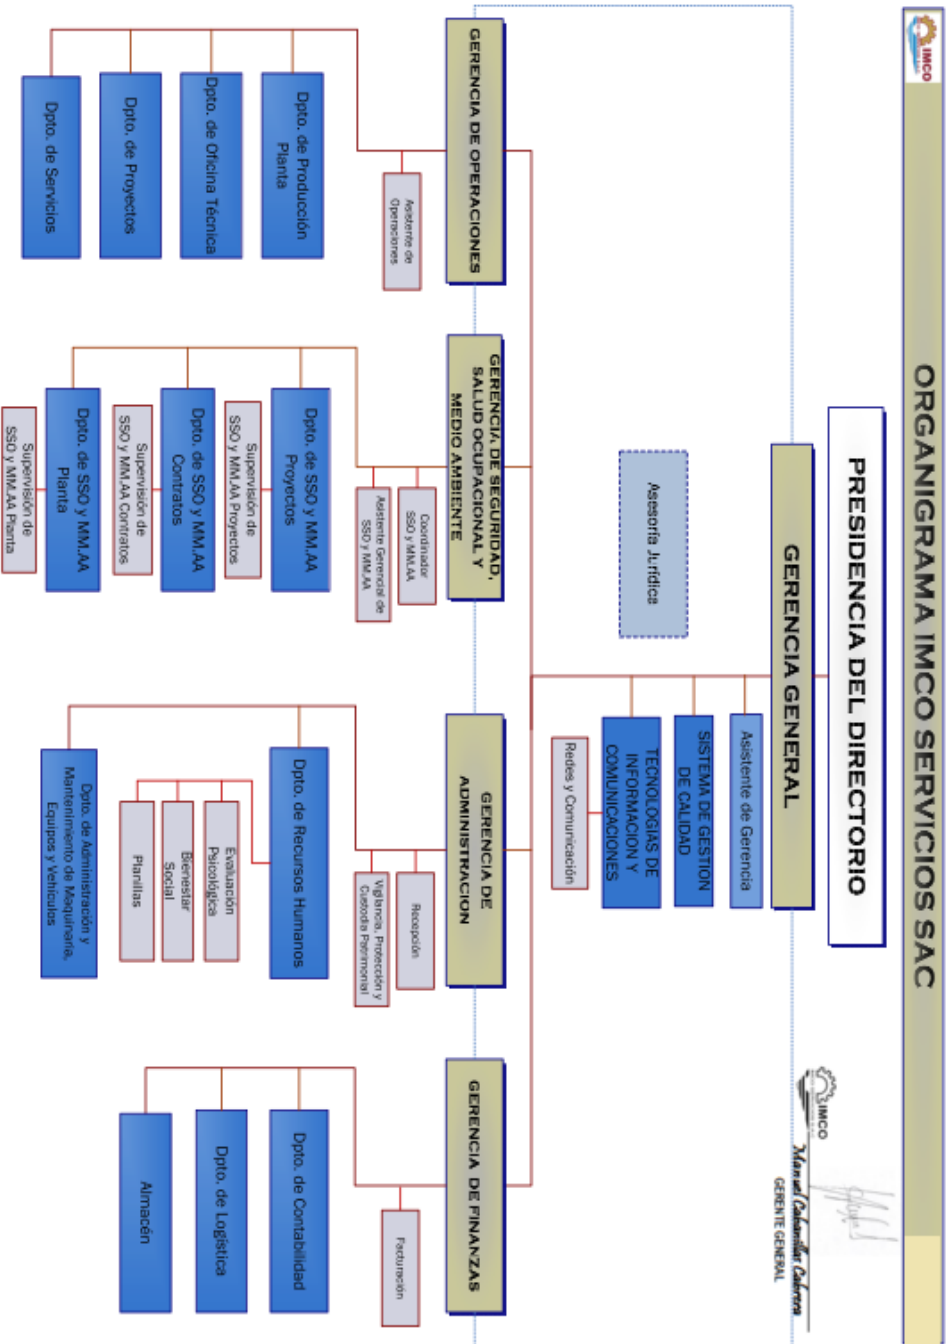 IMCO
ORGANIGRAMA IMCO SERVICIOS SAC
PRESIDENCIA DEL DIRECTORIO
GERENCIA GENERAL
IMCO
Manuel Cabanillas Cabrera
GERENTE GENERAL
Asesoría Jurídica
Asistente de Gerencia
SISTEMA DE GESTION
DE CALIDAD
TECNOLOGIAS DE
INFORMACION Y
COMUNICACIONES
Redes y Comunicación
GERENCIA DE OPERACIONES
Asistente de
Operaciones
Dpto. de Producción
Planta
Dpto. de Oficina Técnica
Dpto. de Proyectos
Dpto. de Servicios
GERENCIA DE SEGURIDAD,
SALUD OCUPACIONAL Y
MEDIO AMBIENTE
Coordinador
SSO y MM.AA
Asistente Gerencial de
SSO y MM.AA
Dpto. de SSO y MM.AA
Proyectos
Supervisión de
SSO y MM.AA Proyectos
Dpto. de SSO y MM.AA
Contratos
Supervisión de
SSO y MM.AA Contratos
Dpto. de SSO y MM.AA
Planta
Supervisión de
SSO y MM.AA Planta
GERENCIA DE
ADMINISTRACION
Recepción
Vigilancia, Protección y
Custodia Patrimonial
Dpto. de Recursos Humanos
Evaluación
Psicológica
Bienestar
Social
Planillas
Dpto. de Administración y
Mantenimiento de Maquinaria,
Equipos y Vehículos
GERENCIA DE FINANZAS
Facturación
Dpto. de Contabilidad
Dpto. de Logística
Almacén